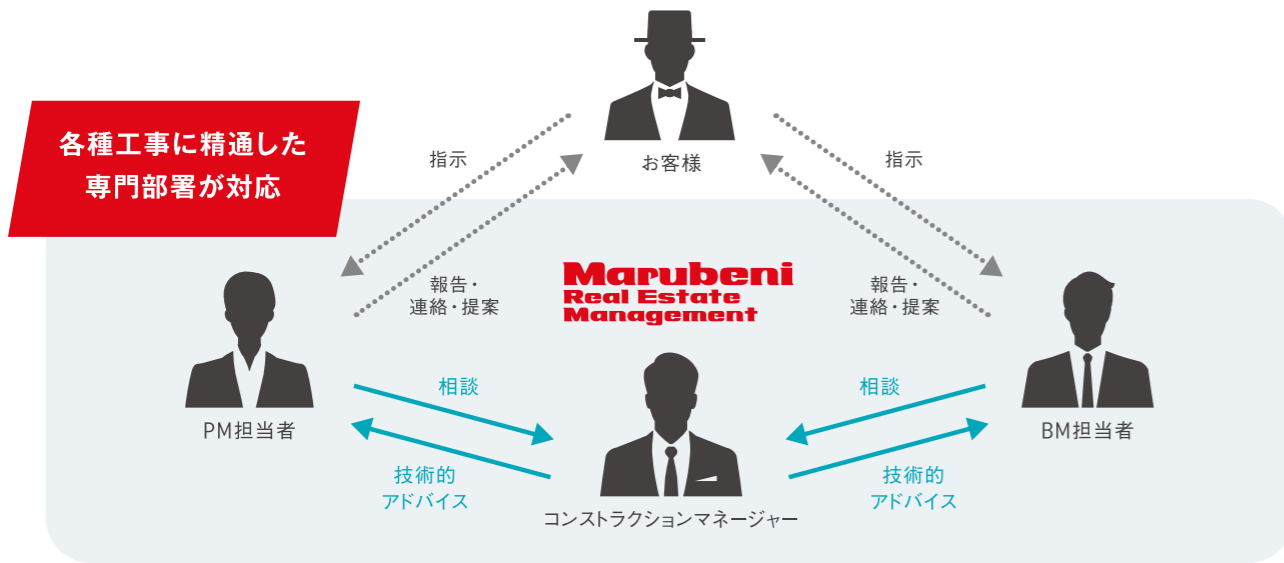 各種工事に精通した
専門部署が対応
お客様
指示
指示
報告・
連絡・提案
報告・
連絡・提案
Marubeni
Real Estate
Management
PM担当者
相談
相談
BM担当者
技術的
アドバイス
技術的
アドバイス
コンストラクションマネージャー